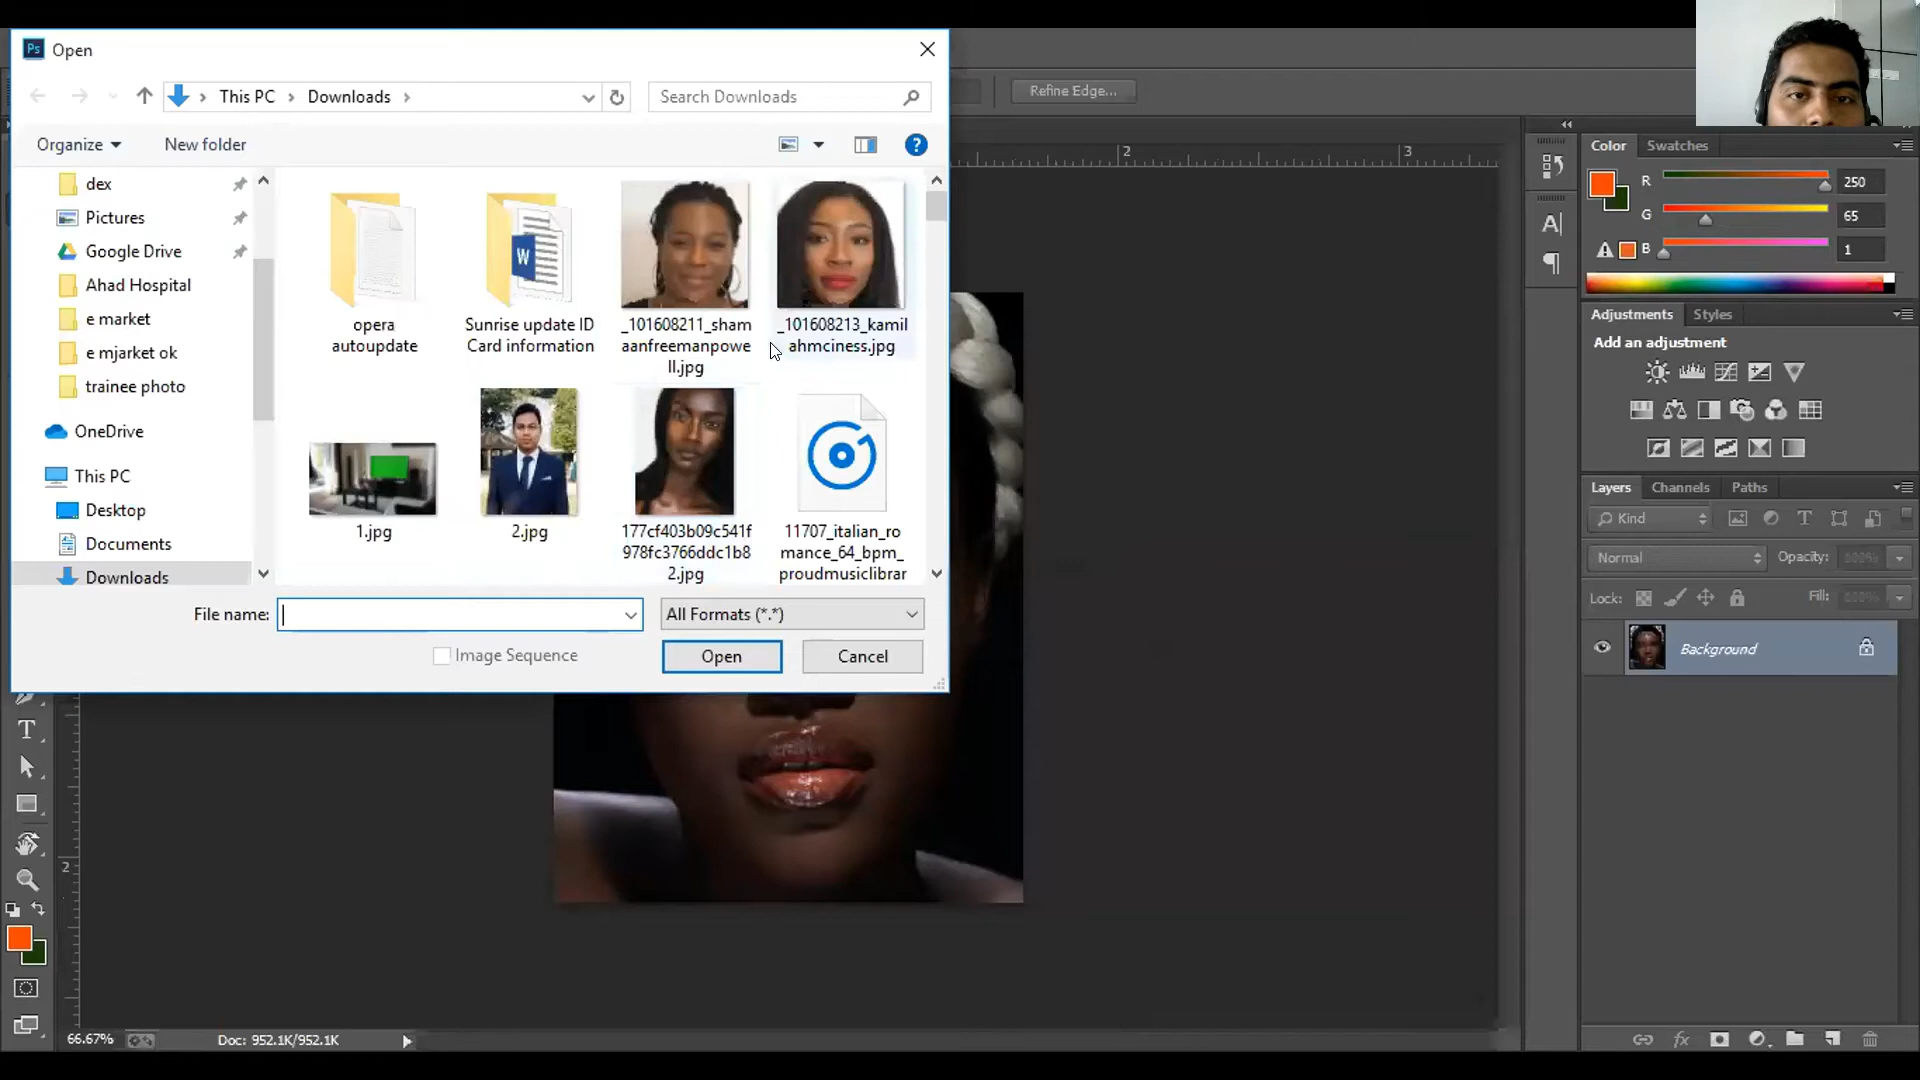 Ps Open
This PC Downloads
Search Downloads
Refine Edge...
Organize
New folder
dex
Pictures
Google Drive
Ahad Hospital
e market
e mjarket ok
trainee photo
OneDrive
This PC
Desktop
Documents
Downloads
opera
autoupdate
Sunrise update ID
Card information
_101608211_sham
aanfreemanpowe
ll.jpg
_101608213_kamil
ahmciness.jpg
1.jpg
2.jpg
177cf403b09c541f
978fc3766ddc1b8
2.jpg
11707_italian_ro
mance_64_bpm_
proudmusiclibrar
File name:
All Formats (*.*)
Image Sequence
Open
Cancel
2
3
2
66.67%
Doc: 952.1K/952.1K
Color
Swatches
R
250
G
65
B
1
Adjustments
Styles
Add an adjustment
Layers
Channels
Paths
Kind
Normal
Opacity:
Lock:
Fill:
Background
fx